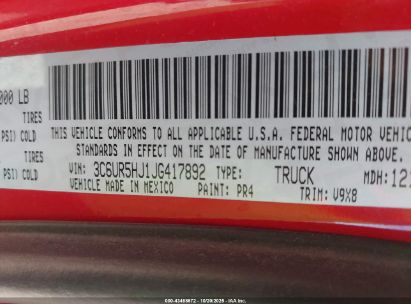 000 LB
TIRES
PSI) COLD
TIRES
PSI) COLD
THIS VEHICLE CONFORMS TO ALL APPLICABLE U.S.A. FEDERAL MOTOR VEHIC
STANDARDS IN EFFECT ON THE DATE OF MANUFACTURE SHOWN ABOVE.
VIN: 3C6UR5HJ1JG417892 TYPE: TRUCK MDH:
VEHICLE MADE IN MEXICO PAINT: PR4 TRIM: V9X8